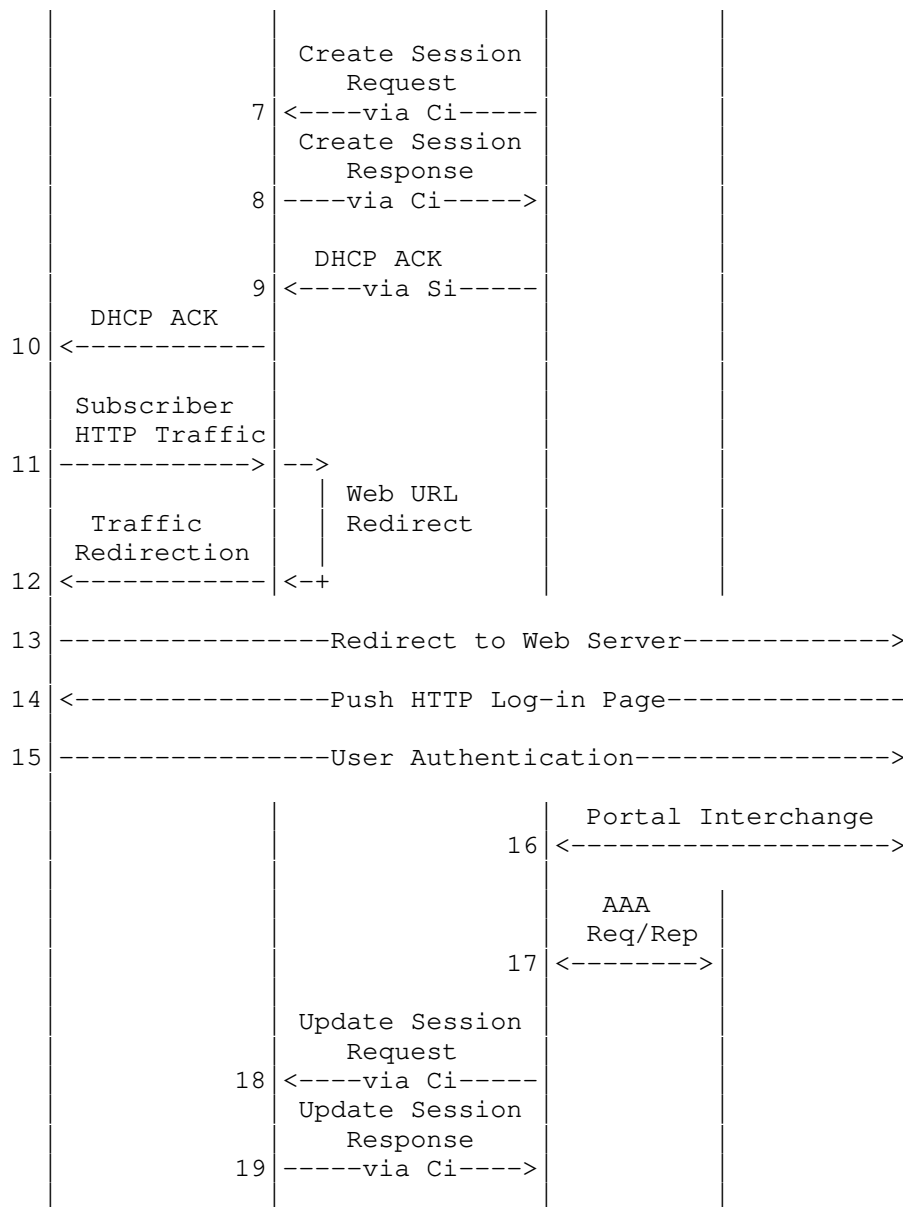 Create Session
Request
7 <----via Ci-----
Create Session
Response
8 ----via Ci----->
DHCP ACK
9 <----via Si-----
DHCP ACK
10 <------------
Subscriber
HTTP Traffic
11 ------------> -->
Web URL
Traffic Redirect
Redirection
12 <------------ <-+
13 -----------------Redirect to Web Server------------->
14 <----------------Push HTTP Log-in Page---------------
15 -----------------User Authentication---------------->
Portal Interchange
16 <--------------------->
AAA
Req/Rep
17 <-------->
Update Session
Request
18 <----via Ci-----
Update Session
Response
19 -----via Ci---->